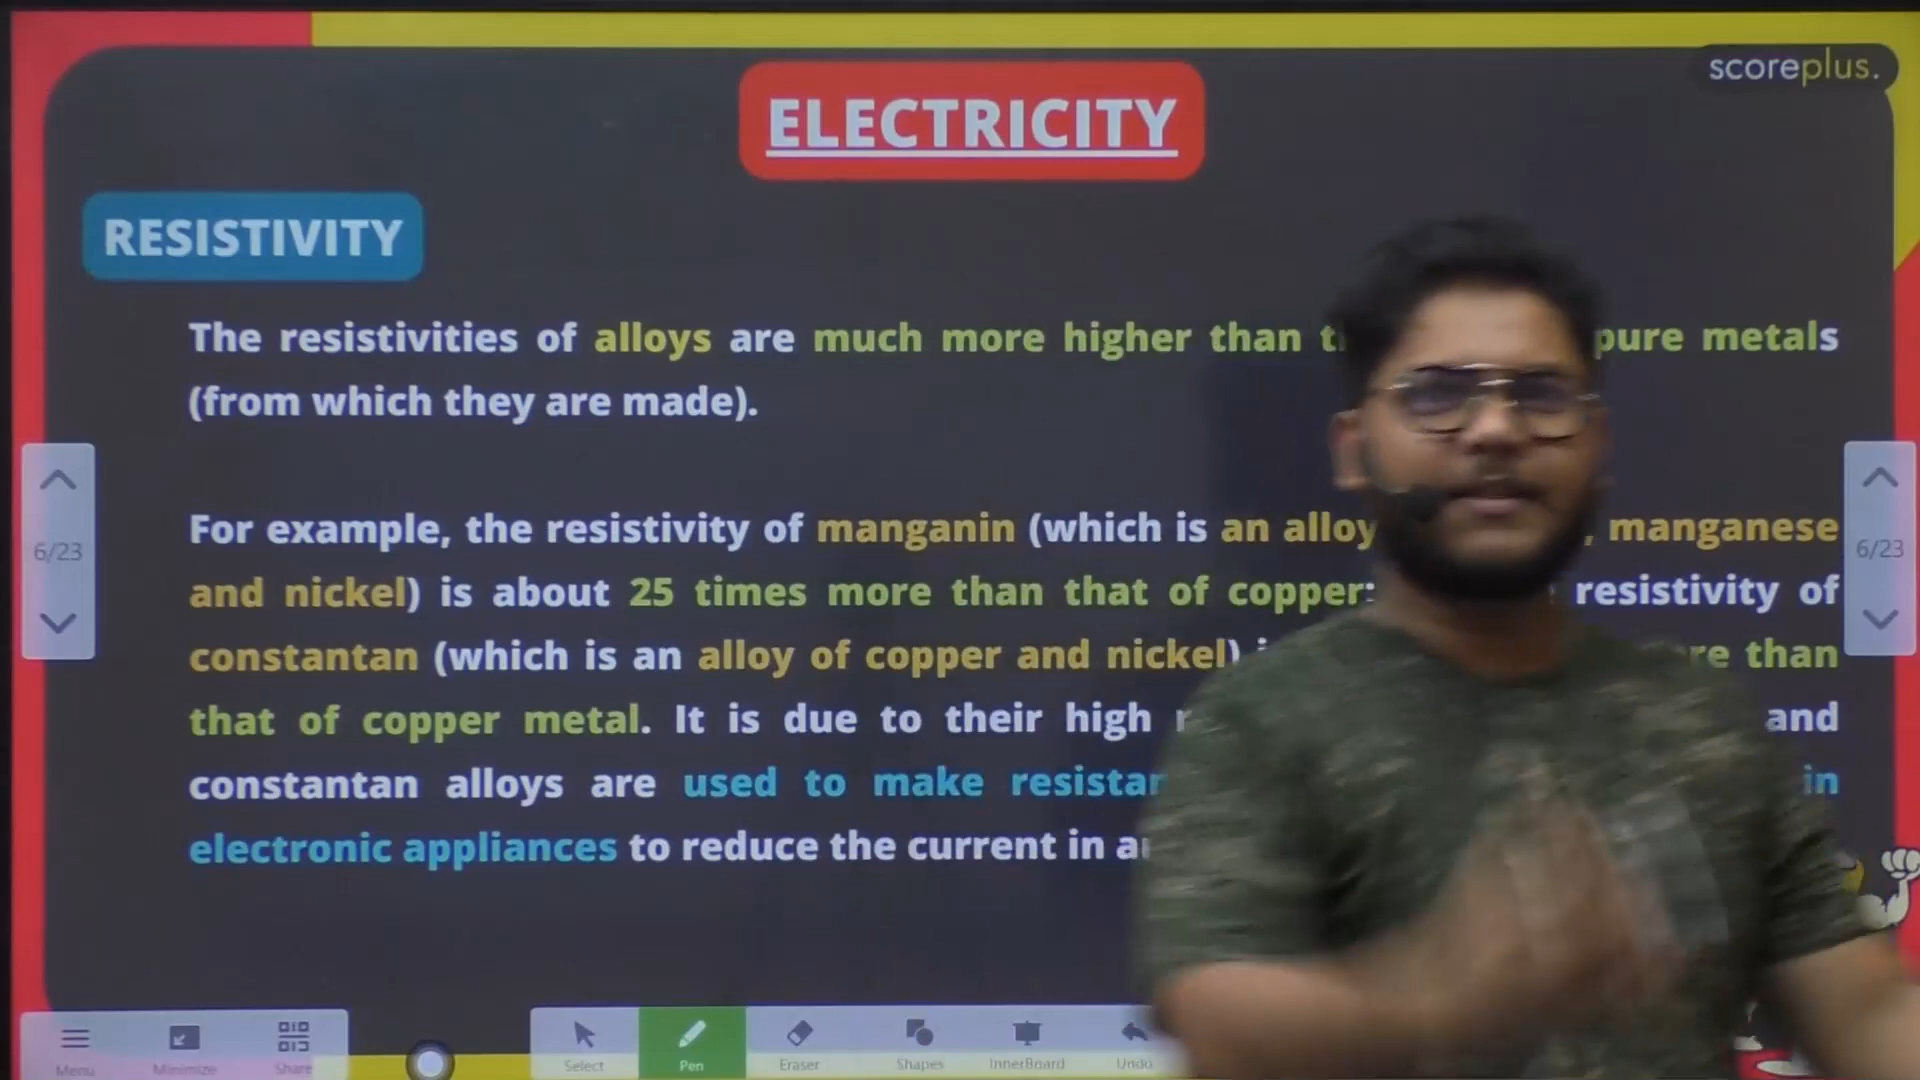 scoreplus.
ELECTRICITY
RESISTIVITY
The resistivities of alloys are much more higher than pure metals
(from which they are made).
For example, the resistivity of manganin (which is an alloy , manganese
and nickel) is about 25 times more than that of copper: resistivity of
constantan (which is an alloy of copper and nickel) than
that of copper metal. It is due to their high and
constantan alloys are used to make in
electronic appliances to reduce the current in
6/23
6/23
Menu Minimize Share Select Pen Eraser Shapes InnerBoard Undo